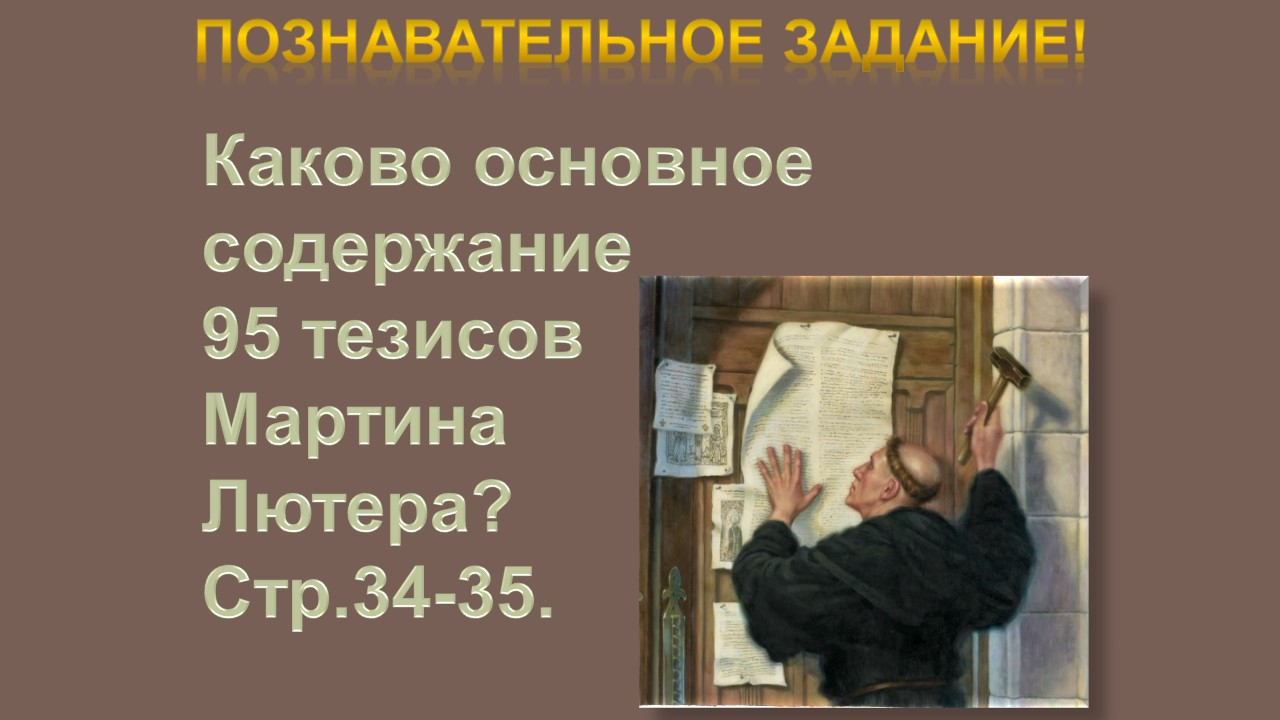 ПОЗНАВАТЕЛЬНОЕ ЗАДАНИЕ!
Каково основное
содержание
95 тезисов
Мартина
Лютера?
Стр.34-35.